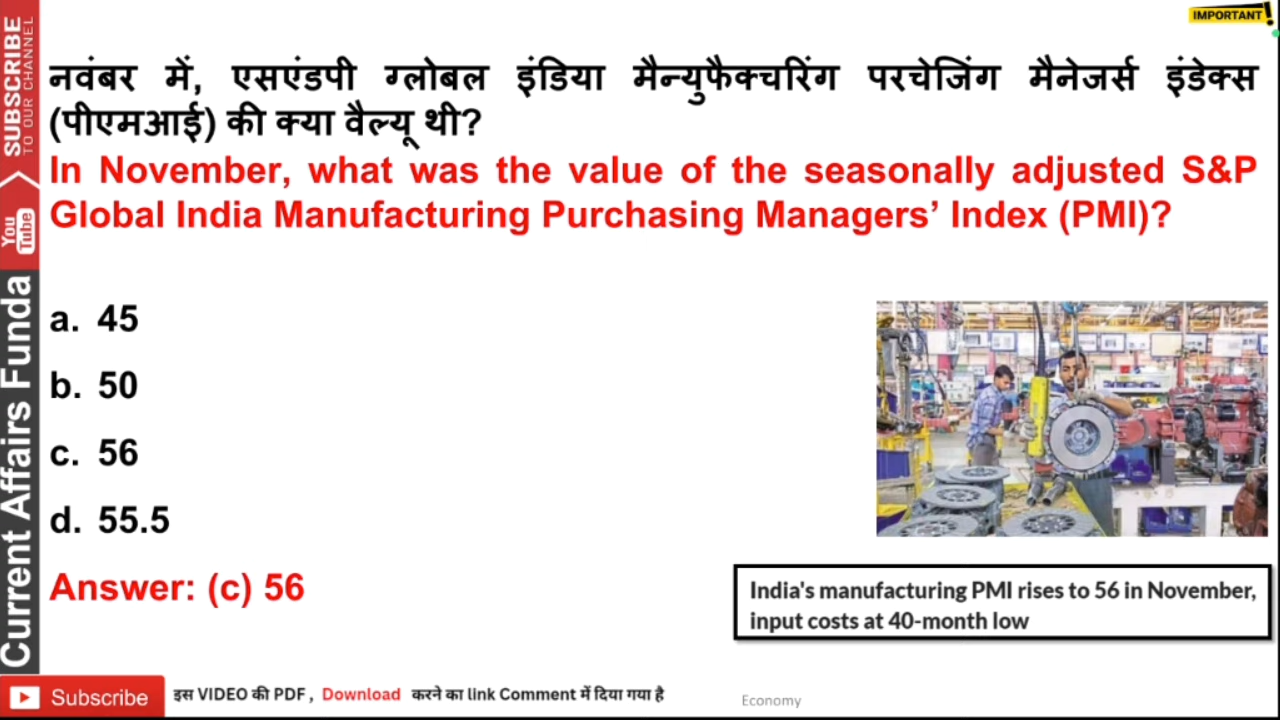 IMPORTANT !
SUBSCRIBE
TO OUR CHANNEL
You Tube
Current Affairs Funda
नवंबर में, एसएंडपी ग्लोबल इंडिया मैन्युफैक्चरिंग परचेजिंग मैनेजर्स इंडेक्स
(पीएमआई) की क्या वैल्यू थी?
In November, what was the value of the seasonally adjusted S&P
Global India Manufacturing Purchasing Managers’ Index (PMI)?
a. 45
b. 50
c. 56
d. 55.5
Answer: (c) 56
India's manufacturing PMI rises to 56 in November,
input costs at 40-month low
Subscribe
इस VIDEO की PDF , Download करने का link Comment में दिया गया है
Economy